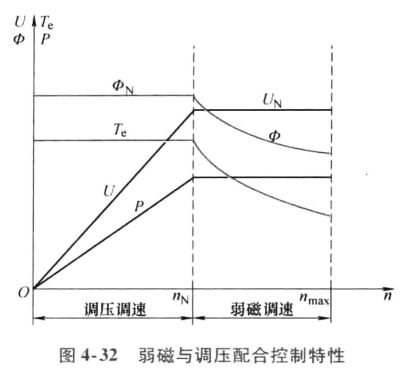 U T_e
Φ P
Φ_N
U_N
T_e
Φ
U
P
O n_N n_max n
调压调速 弱磁调速
图 4-32 弱磁与调压配合控制特性